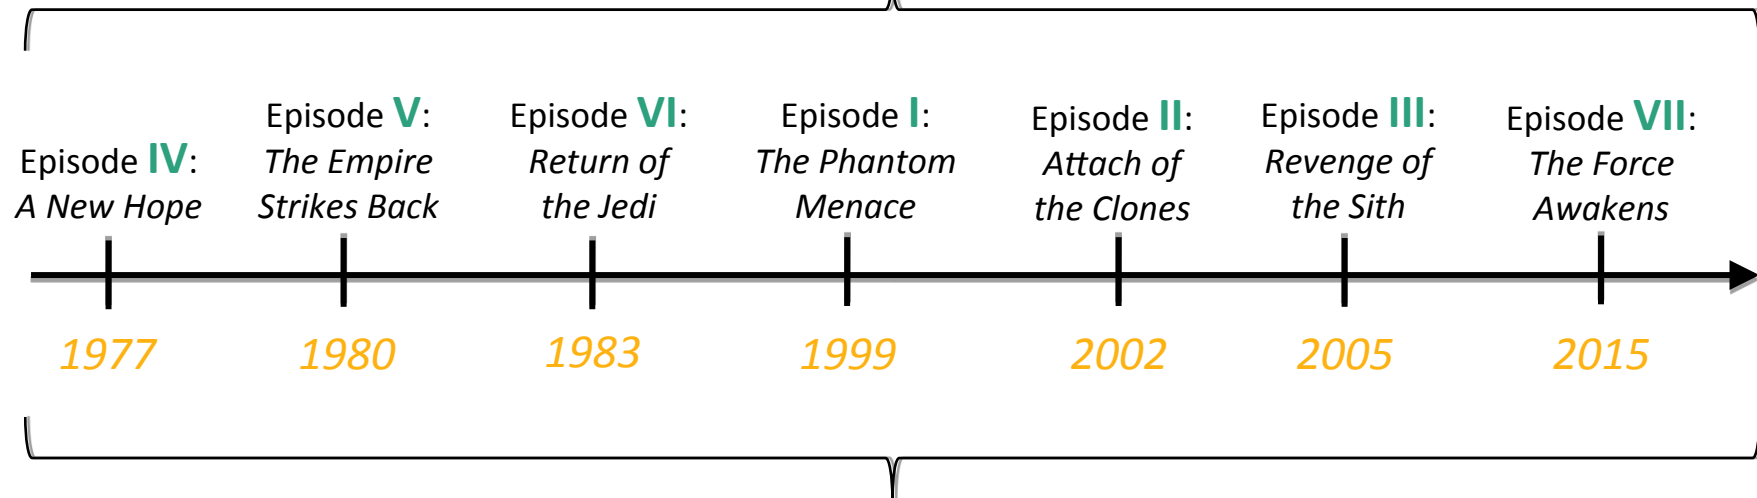 Episode IV:
A New Hope
Episode V:
The Empire
Strikes Back
Episode VI:
Return of
the Jedi
Episode I:
The Phantom
Menace
Episode II:
Attach of
the Clones
Episode III:
Revenge of
the Sith
Episode VII:
The Force
Awakens
1977
1980
1983
1999
2002
2005
2015